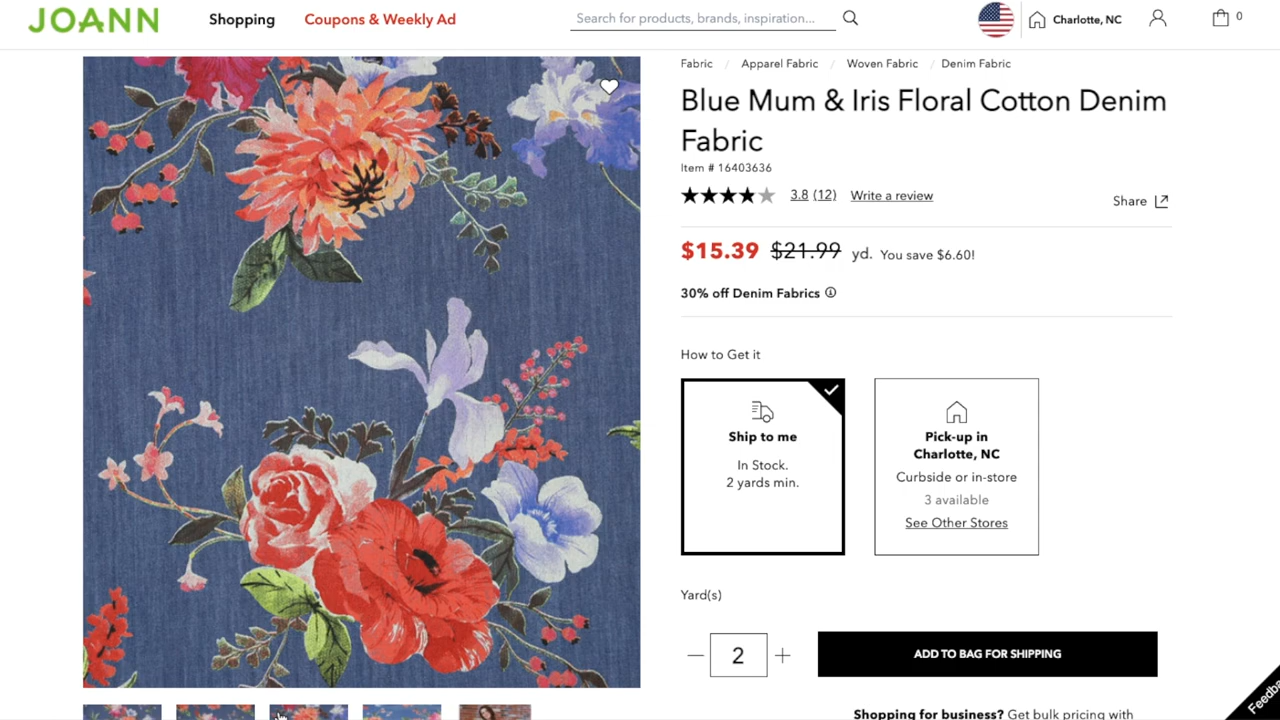 JOANN
Shopping
Coupons & Weekly Ad
Search for products, brands, inspiration...
Charlotte, NC
0
Fabric / Apparel Fabric / Woven Fabric / Denim Fabric
Blue Mum & Iris Floral Cotton Denim
Fabric
Item # 16403636
3.8 (12) Write a review
Share
$15.39 $21.99 yd. You save $6.60!
30% off Denim Fabrics
How to Get it
Ship to me
In Stock.
2 yards min.
Pick-up in
Charlotte, NC
Curbside or in-store
3 available
See Other Stores
Yard(s)
2
ADD TO BAG FOR SHIPPING
Shopping for business? Get bulk pricing with